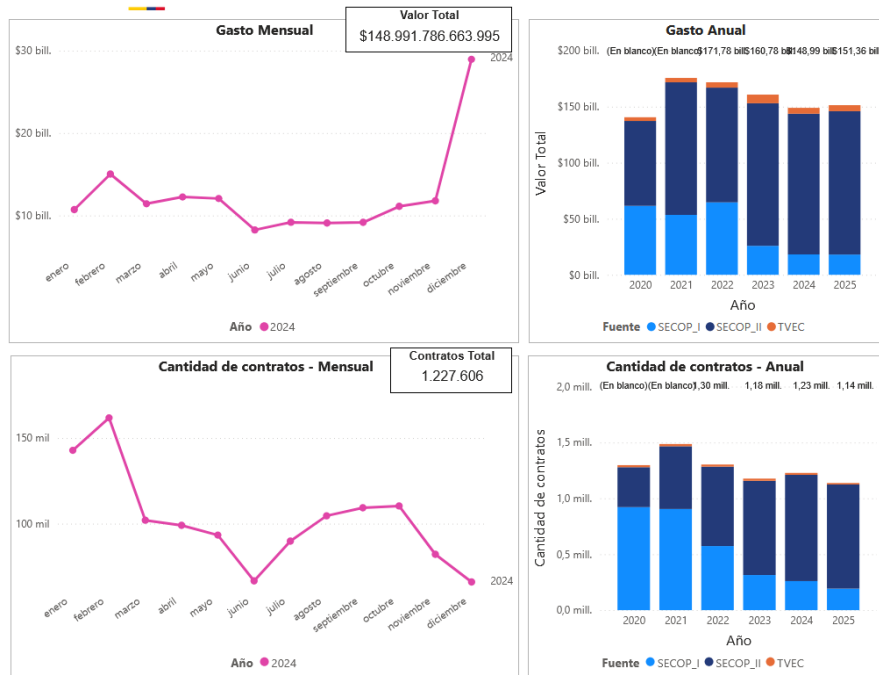 Gasto Mensual
Valor Total
$148.991.786.663.995
$30 bill.
$20 bill.
$10 bill.
2024
enero
febrero
marzo
abril
mayo
junio
julio
agosto
septiembre
octubre
noviembre
diciembre
Año 2024
Gasto Anual
$200 bill.
(En blanco) (En blanco) $171,78 bill. $160,78 bill. $148,99 bill. $151,36 bill.
$150 bill.
$100 bill.
$50 bill.
$0 bill.
Valor Total
2020 2021 2022 2023 2024 2025
Año
Fuente SECOP_I SECOP_II TVEC
Cantidad de contratos - Mensual
Contratos Total
1.227.606
150 mil
100 mil
2024
enero
febrero
marzo
abril
mayo
junio
julio
agosto
septiembre
octubre
noviembre
diciembre
Año 2024
Cantidad de contratos - Anual
2,0 mill.
(En blanco) (En blanco) 1,30 mill. 1,18 mill. 1,23 mill. 1,14 mill.
1,5 mill.
1,0 mill.
0,5 mill.
0,0 mill.
Cantidad de contratos
2020 2021 2022 2023 2024 2025
Año
Fuente SECOP_I SECOP_II TVEC